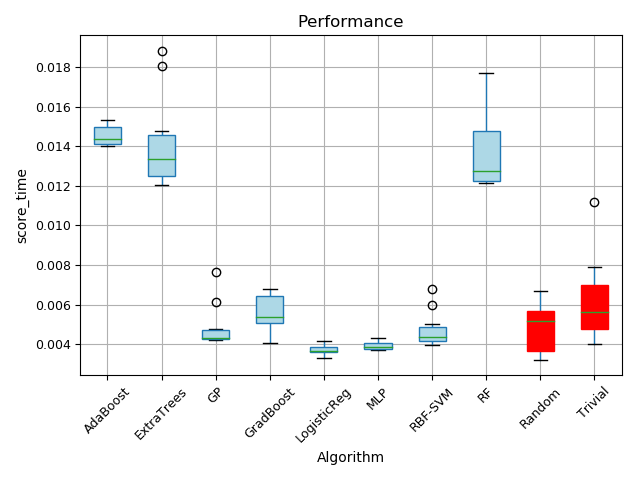 Performance
0.018
0.016
0.014
0.012
0.010
0.008
0.006
0.004
score_time
AdaBoost
ExtraTrees
GP
GradBoost
LogisticReg
MLP
RBF-SVM
RF
Random
Trivial
Algorithm